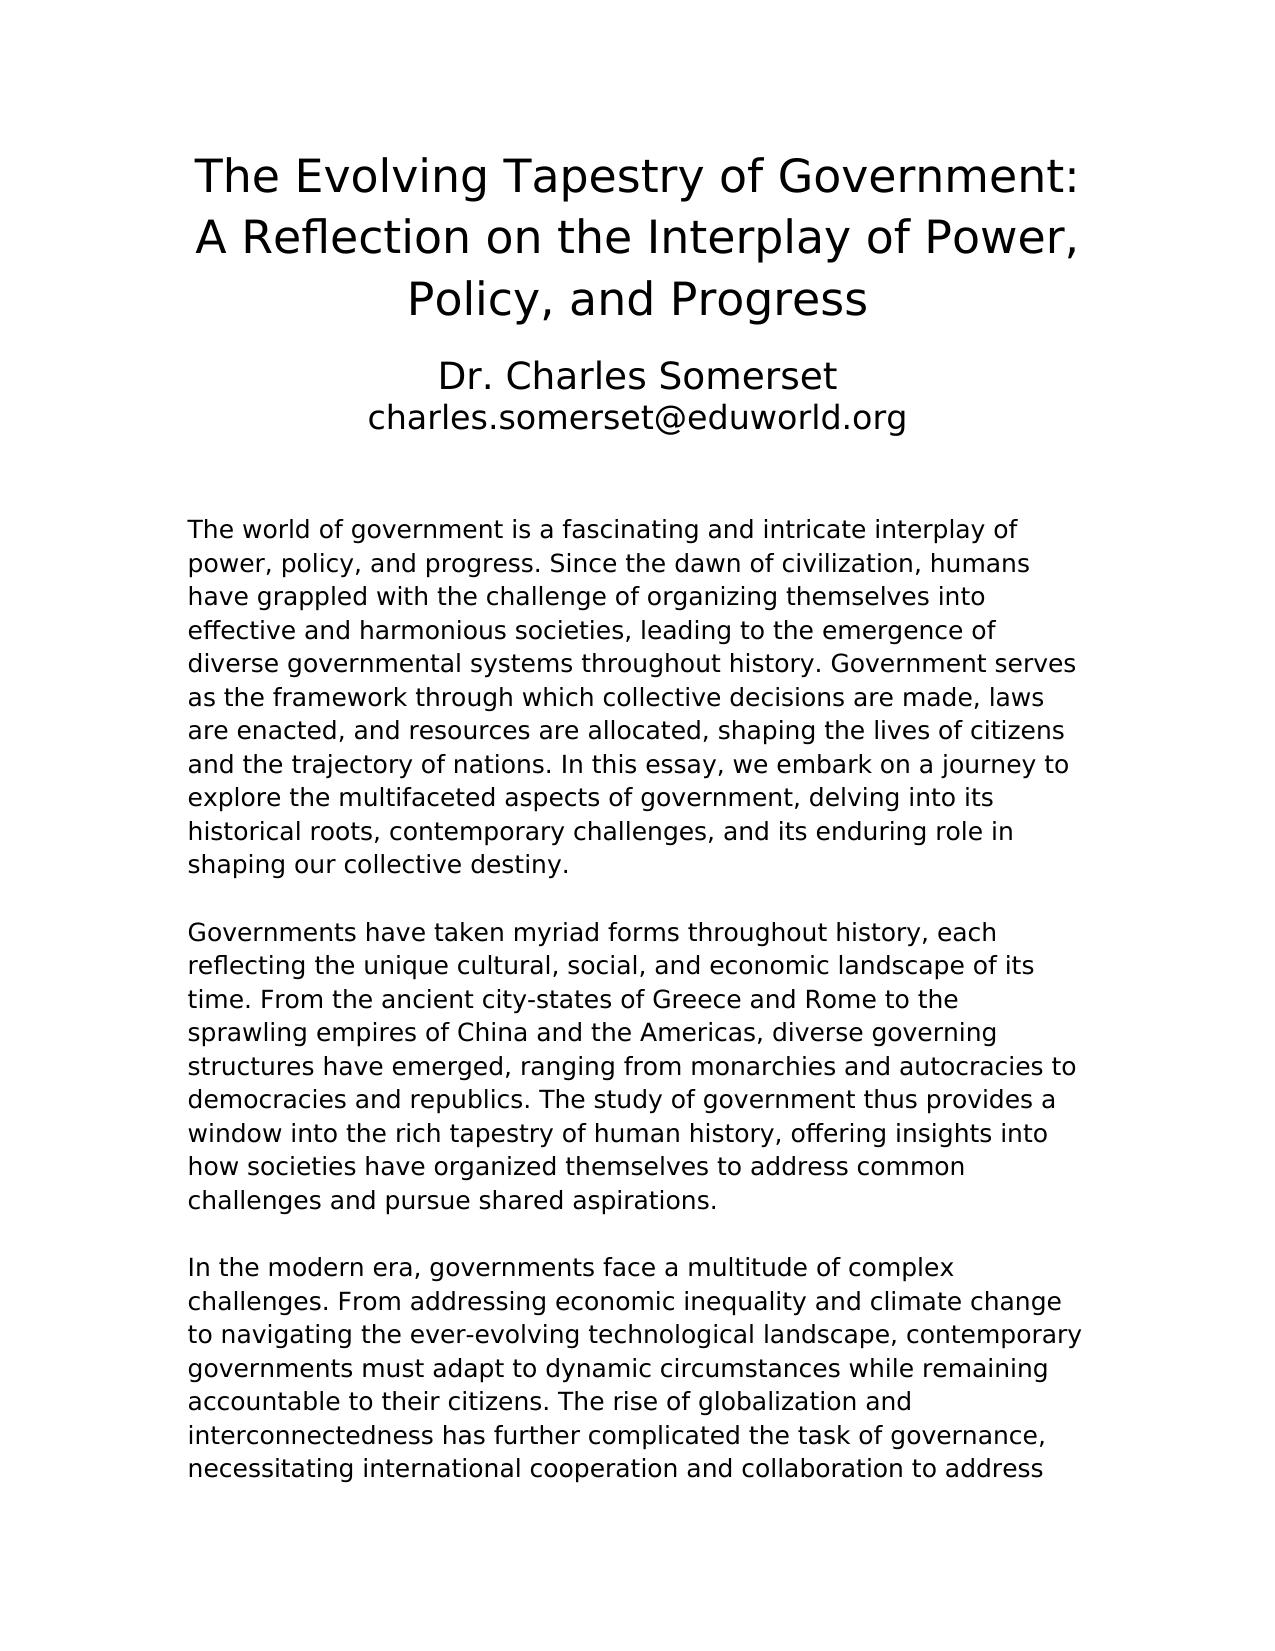 The Evolving Tapestry of Government:
A Reflection on the Interplay of Power,
Policy, and Progress
Dr. Charles Somerset
charles.somerset@eduworld.org
The world of government is a fascinating and intricate interplay of
power, policy, and progress. Since the dawn of civilization, humans
have grappled with the challenge of organizing themselves into
effective and harmonious societies, leading to the emergence of
diverse governmental systems throughout history. Government serves
as the framework through which collective decisions are made, laws
are enacted, and resources are allocated, shaping the lives of citizens
and the trajectory of nations. In this essay, we embark on a journey to
explore the multifaceted aspects of government, delving into its
historical roots, contemporary challenges, and its enduring role in
shaping our collective destiny.
Governments have taken myriad forms throughout history, each
reflecting the unique cultural, social, and economic landscape of its
time. From the ancient city-states of Greece and Rome to the
sprawling empires of China and the Americas, diverse governing
structures have emerged, ranging from monarchies and autocracies to
democracies and republics. The study of government thus provides a
window into the rich tapestry of human history, offering insights into
how societies have organized themselves to address common
challenges and pursue shared aspirations.
In the modern era, governments face a multitude of complex
challenges. From addressing economic inequality and climate change
to navigating the ever-evolving technological landscape, contemporary
governments must adapt to dynamic circumstances while remaining
accountable to their citizens. The rise of globalization and
interconnectedness has further complicated the task of governance,
necessitating international cooperation and collaboration to address